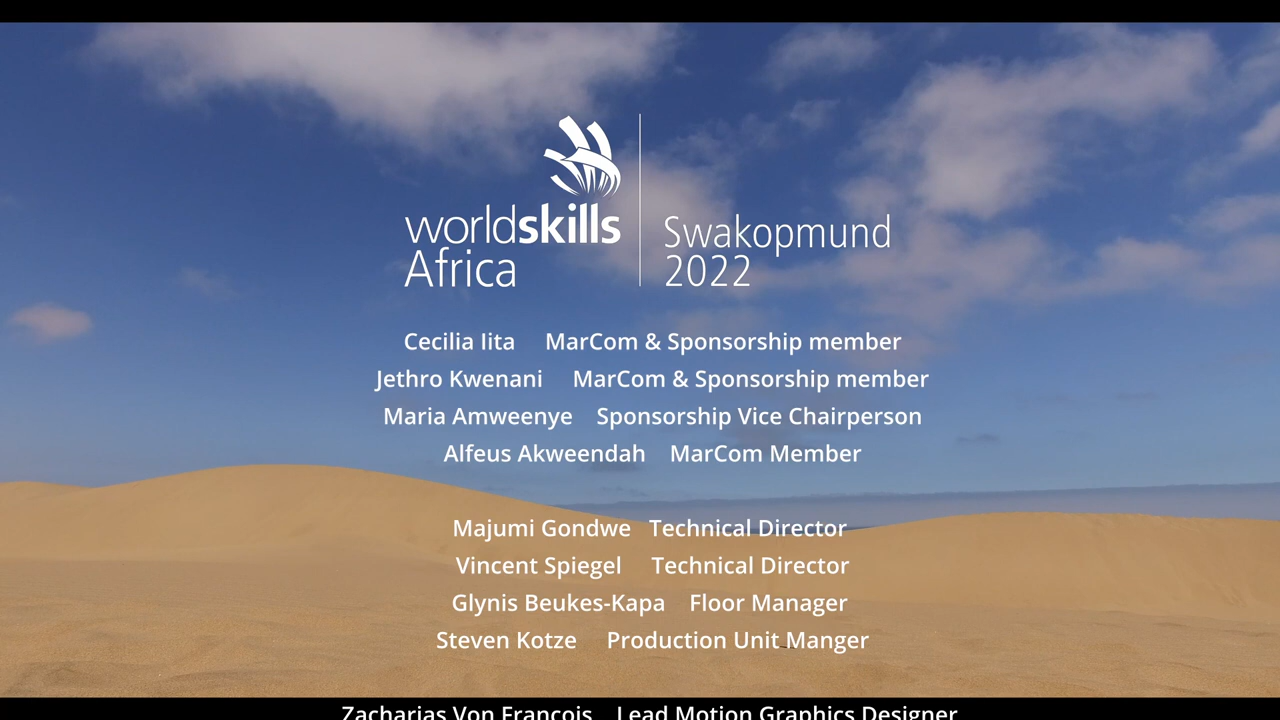 worldskills
Africa
Swakopmund
2022
Cecilia Iita MarCom & Sponsorship member
Jethro Kwenani MarCom & Sponsorship member
Maria Amweenye Sponsorship Vice Chairperson
Alfeus Akweendah MarCom Member
Majumi Gondwe Technical Director
Vincent Spiegel Technical Director
Glynis Beukes-Kapa Floor Manager
Steven Kotze Production Unit Manger
Zacharias Von Francois Lead Motion Graphics Designer